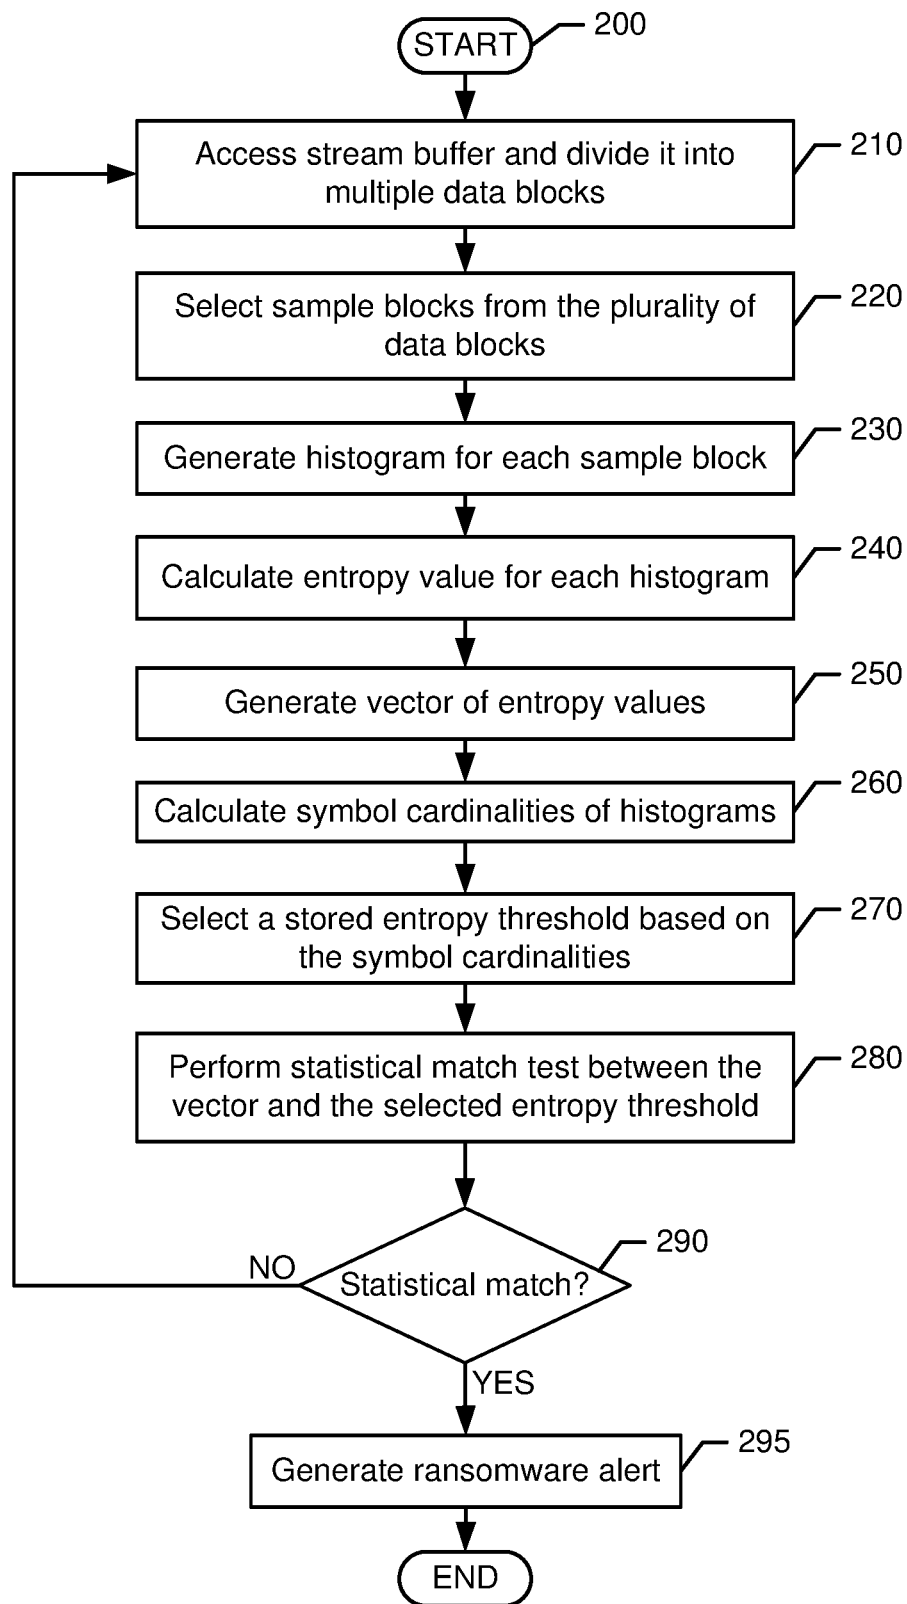 START
200
Access stream buffer and divide it into
multiple data blocks
210
Select sample blocks from the plurality of
data blocks
220
Generate histogram for each sample block
230
Calculate entropy value for each histogram
240
Generate vector of entropy values
250
Calculate symbol cardinalities of histograms
260
Select a stored entropy threshold based on
the symbol cardinalities
270
Perform statistical match test between the
vector and the selected entropy threshold
280
Statistical match?
290
NO
YES
Generate ransomware alert
295
END